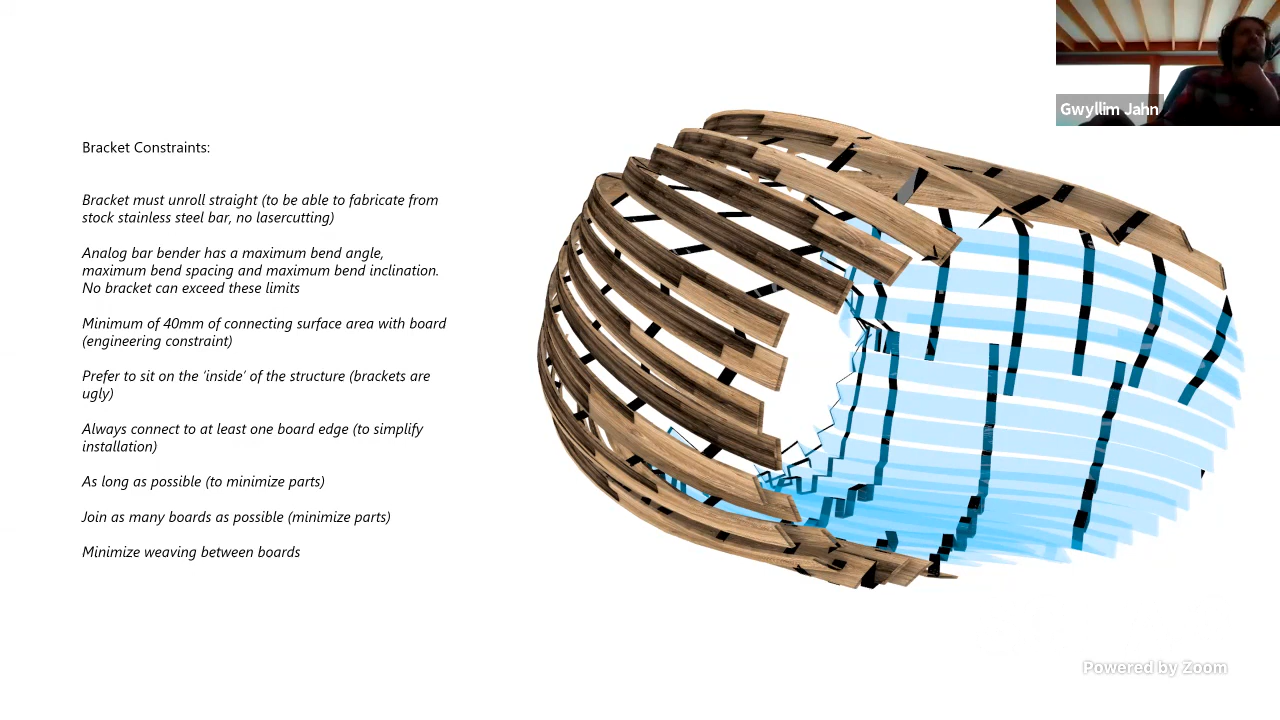 Gwyllim Jahn
Bracket Constraints:
Bracket must unroll straight (to be able to fabricate from
stock stainless steel bar, no lasercutting)
Analog bar bender has a maximum bend angle,
maximum bend spacing and maximum bend inclination.
No bracket can exceed these limits
Minimum of 40mm of connecting surface area with board
(engineering constraint)
Prefer to sit on the ‘inside’ of the structure (brackets are
ugly)
Always connect to at least one board edge (to simplify
installation)
As long as possible (to minimize parts)
Join as many boards as possible (minimize parts)
Minimize weaving between boards
Powered by Zoom